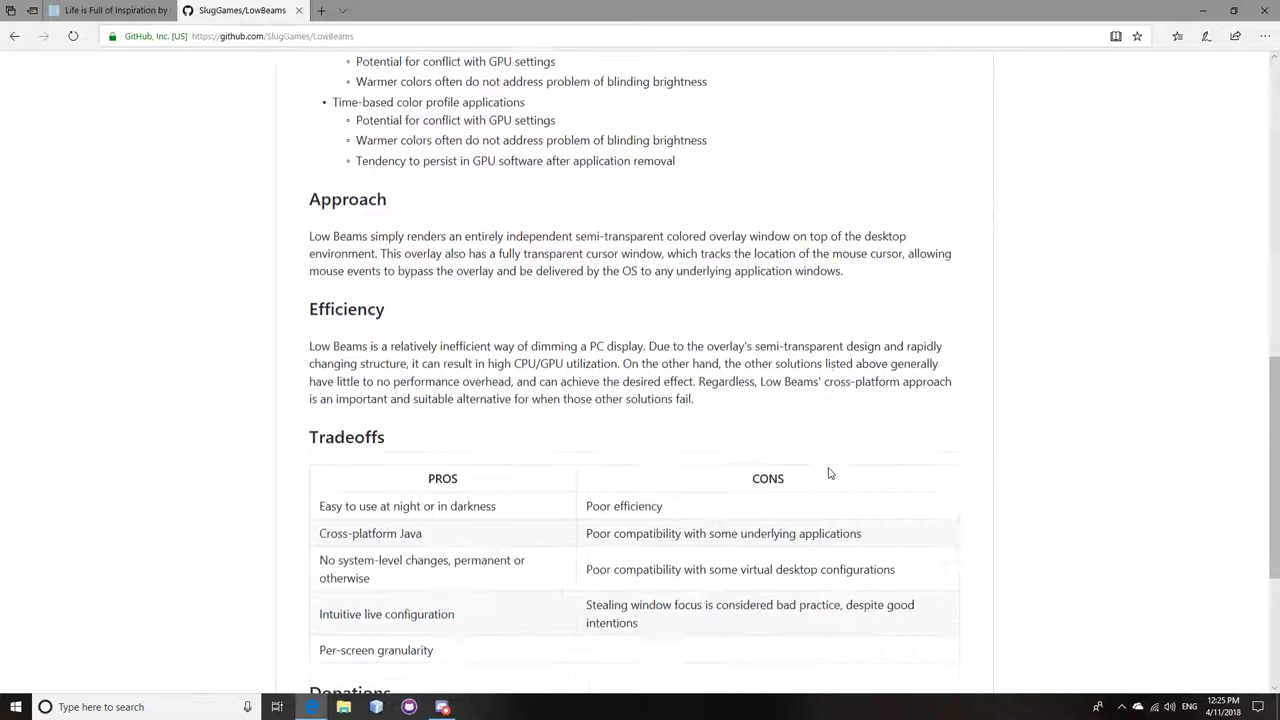 Life is Full of Inspiration by
SlugGames/LowBeams
GitHub, Inc. [US] https://github.com/SlugGames/LowBeams
◦ Potential for conflict with GPU settings
◦ Warmer colors often do not address problem of blinding brightness
• Time-based color profile applications
◦ Potential for conflict with GPU settings
◦ Warmer colors often do not address problem of blinding brightness
◦ Tendency to persist in GPU software after application removal
Approach
Low Beams simply renders an entirely independent semi-transparent colored overlay window on top of the desktop
environment. This overlay also has a fully transparent cursor window, which tracks the location of the mouse cursor, allowing
mouse events to bypass the overlay and be delivered by the OS to any underlying application windows.
Efficiency
Low Beams is a relatively inefficient way of dimming a PC display. Due to the overlay's semi-transparent design and rapidly
changing structure, it can result in high CPU/GPU utilization. On the other hand, the other solutions listed above generally
have little to no performance overhead, and can achieve the desired effect. Regardless, Low Beams' cross-platform approach
is an important and suitable alternative for when those other solutions fail.
Tradeoffs
PROS CONS
Easy to use at night or in darkness Poor efficiency
Cross-platform Java Poor compatibility with some underlying applications
No system-level changes, permanent or
otherwise
Poor compatibility with some virtual desktop configurations
Intuitive live configuration
Stealing window focus is considered bad practice, despite good
intentions
Per-screen granularity
Donations
Type here to search
ENG
12:25 PM
4/11/2018